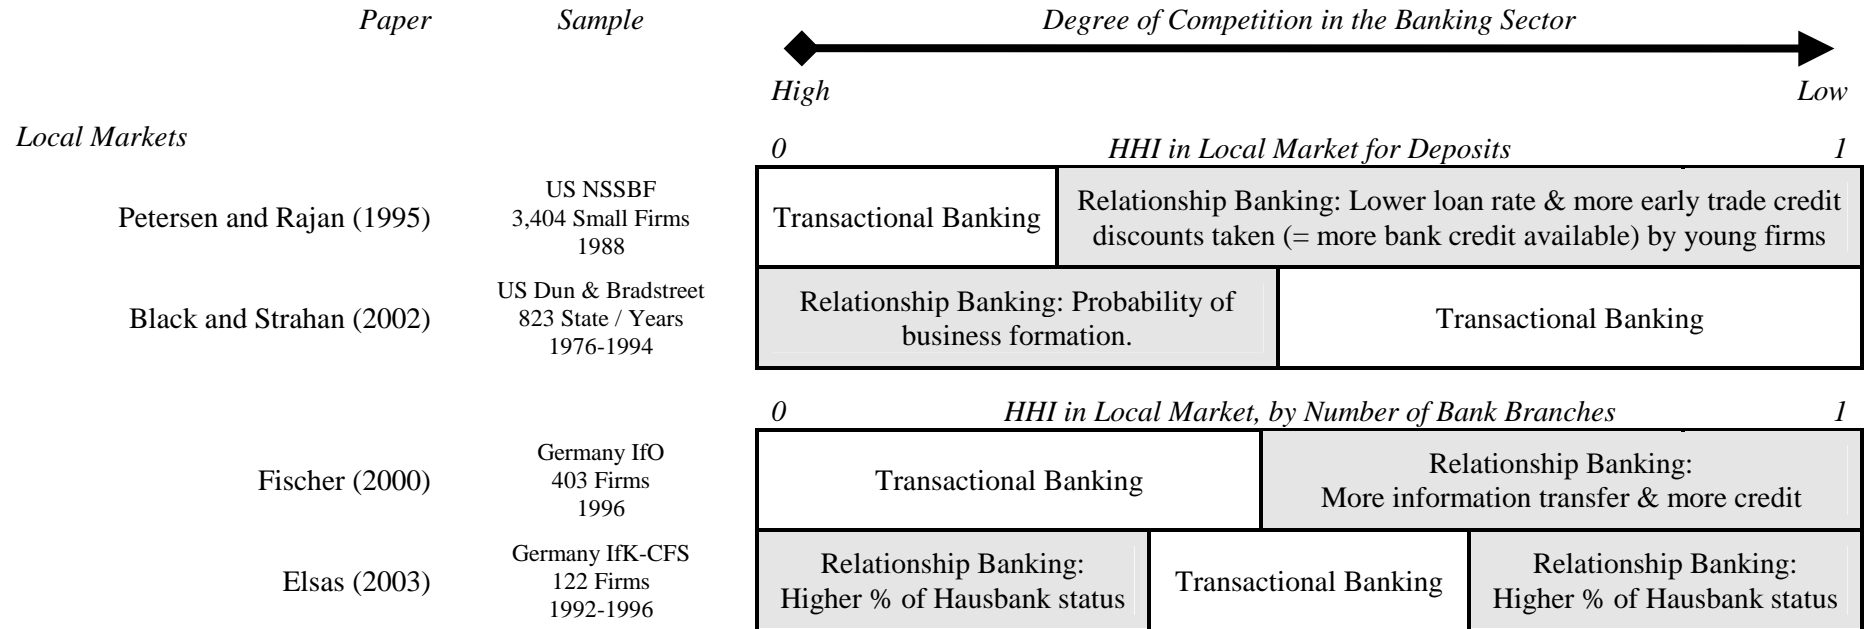 Paper Sample Degree of Competition in the Banking Sector
High Low
Local Markets
0 HHI in Local Market for Deposits 1
Petersen and Rajan (1995)
US NSSBF
3,404 Small Firms
1988
Transactional Banking
Relationship Banking: Lower loan rate & more early trade credit
discounts taken (= more bank credit available) by young firms
Black and Strahan (2002)
US Dun & Bradstreet
823 State / Years
1976-1994
Relationship Banking: Probability of
business formation.
Transactional Banking
0 HHI in Local Market, by Number of Bank Branches 1
Fischer (2000)
Germany IfO
403 Firms
1996
Transactional Banking
Relationship Banking:
More information transfer & more credit
Elsas (2003)
Germany IfK-CFS
122 Firms
1992-1996
Relationship Banking:
Higher % of Hausbank status
Transactional Banking
Relationship Banking:
Higher % of Hausbank status